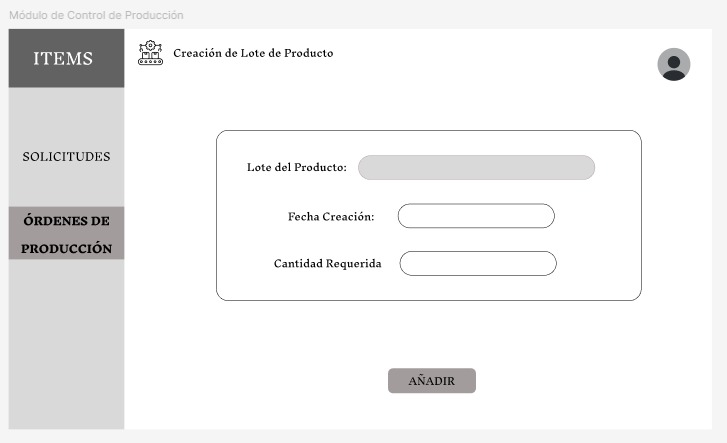 Módulo de Control de Producción
ITEMS
Creación de Lote de Producto
SOLICITUDES
ÓRDENES DE
PRODUCCIÓN
Lote del Producto:
Fecha Creación:
Cantidad Requerida
AÑADIR